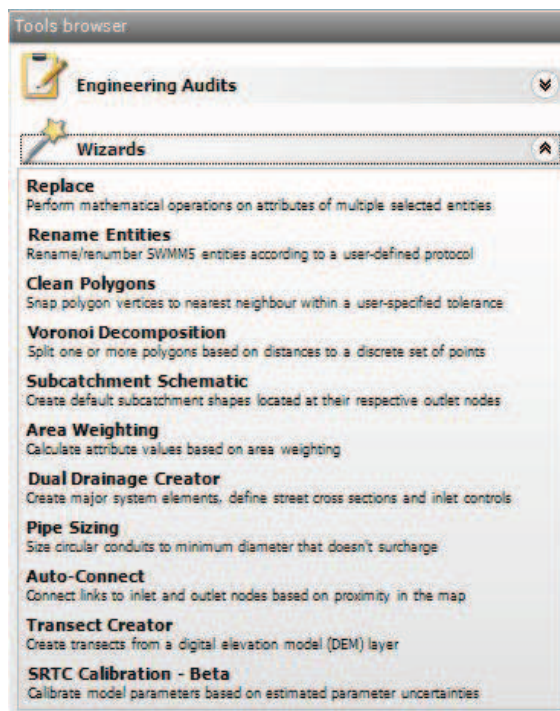 Tools browser
Engineering Audits
Wizards
Replace
Perform mathematical operations on attributes of multiple selected entities
Rename Entities
Rename/renumber SWMM5 entities according to a user-defined protocol
Clean Polygons
Snap polygon vertices to nearest neighbour within a user-specified tolerance
Voronoi Decomposition
Split one or more polygons based on distances to a discrete set of points
Subcatchment Schematic
Create default subcatchment shapes located at their respective outlet nodes
Area Weighting
Calculate attribute values based on area weighting
Dual Drainage Creator
Create major system elements, define street cross sections and inlet controls
Pipe Sizing
Size circular conduits to minimum diameter that doesn't surcharge
Auto-Connect
Connect links to inlet and outlet nodes based on proximity in the map
Transect Creator
Create transects from a digital elevation model (DEM) layer
SRTC Calibration - Beta
Calibrate model parameters based on estimated parameter uncertainties